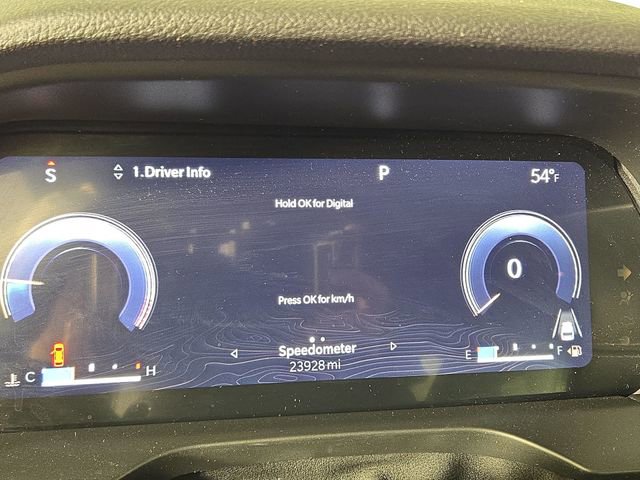 S
1.Driver Info
P
54°F
Hold OK for Digital
0
Press OK for km/h
Speedometer
C H
23928 mi
E F